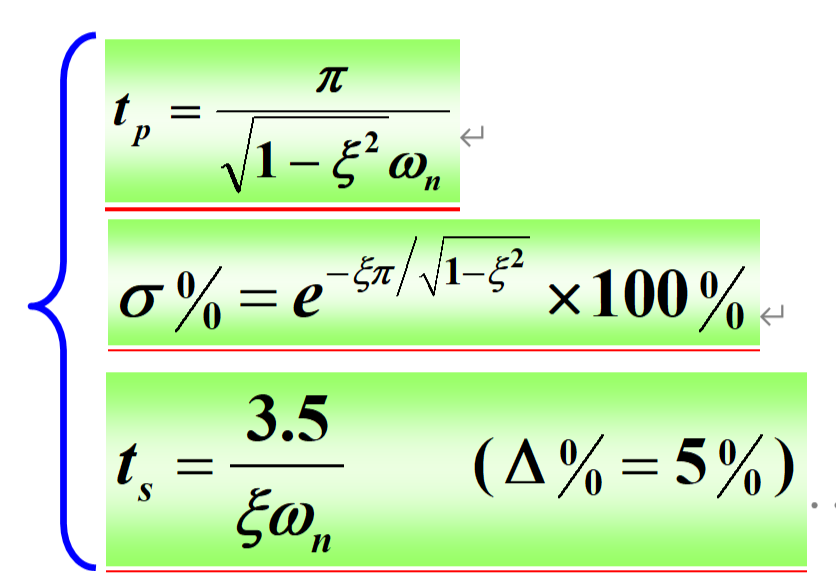 t_p = π / (√(1 − ξ²) ω_n) ↵
σ% = e^(−ξπ/√(1−ξ²)) × 100% ↵
t_s = 3.5 / (ξω_n) (Δ% = 5%)